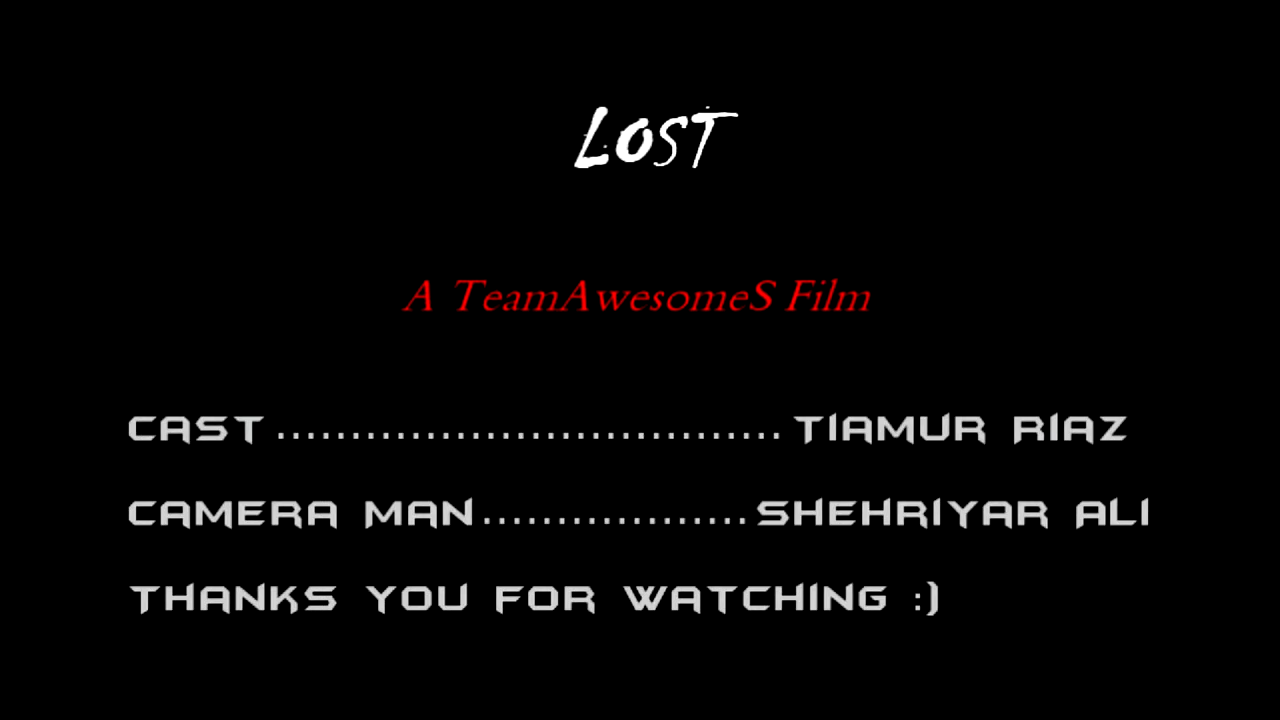 LOST
A TeamAwesomeS Film
CAST..................................TIAMUR RIAZ
CAMERA MAN..................SHEHRIYAR ALI
THANKS YOU FOR WATCHING :)